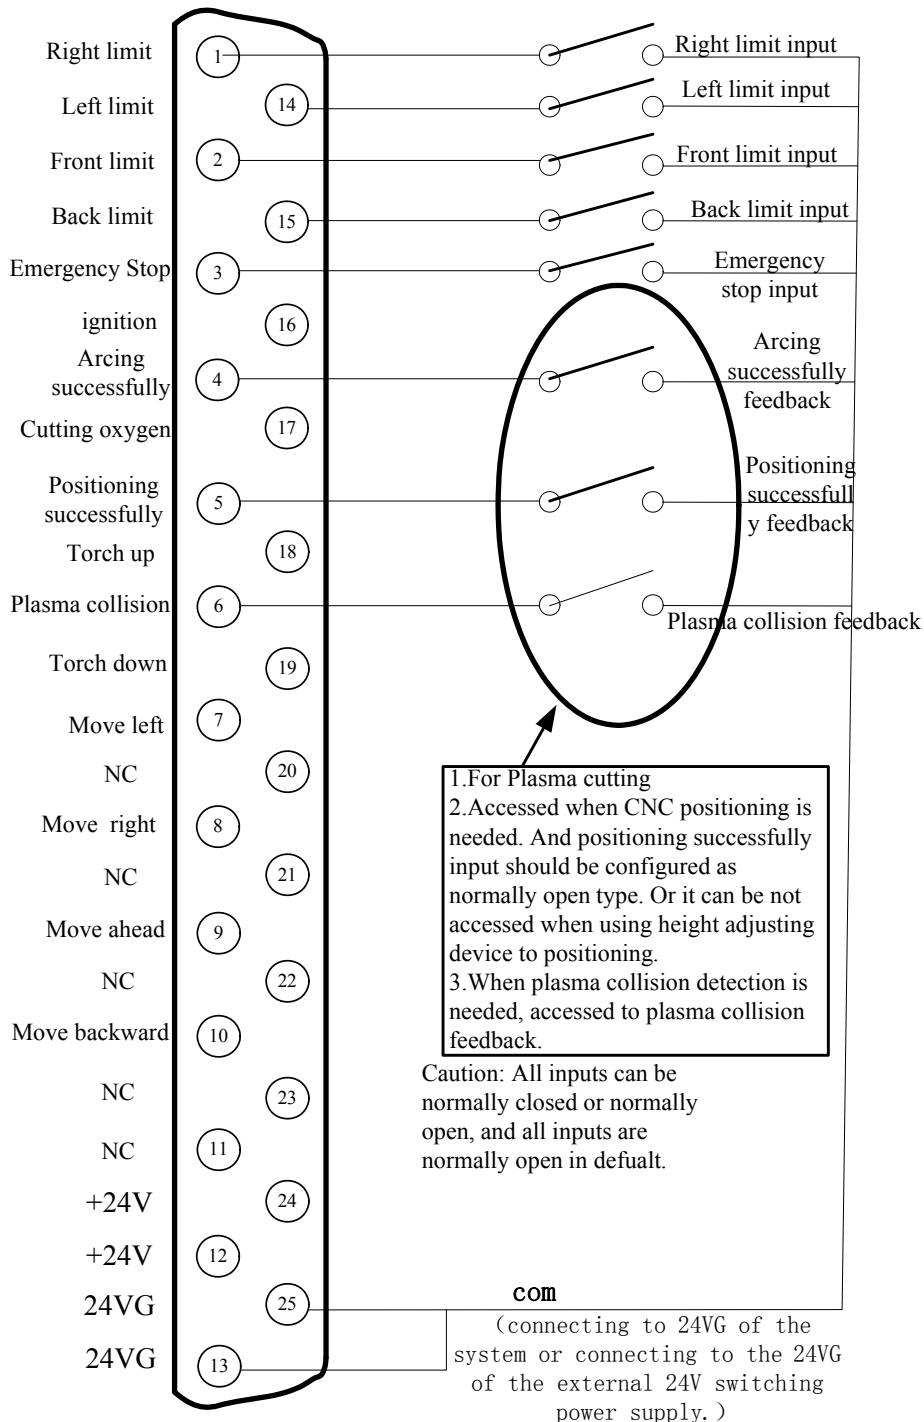 Right limit
1
Right limit input
Left limit
14
Left limit input
Front limit
2
Front limit input
Back limit
15
Back limit input
Emergency Stop
3
Emergency
stop input
ignition
16
Arcing
successfully
4
Arcing
successfully
feedback
Cutting oxygen
17
Positioning
successfully
5
Positioning
successfull
y feedback
Torch up
18
Plasma collision
6
Plasma collision feedback
Torch down
19
Move left
7
NC
20
Move right
8
NC
21
Move ahead
9
NC
22
Move backward
10
NC
23
NC
11
+24V
24
+24V
12
24VG
25
24VG
13
1.For Plasma cutting
2.Accessed when CNC positioning is
needed. And positioning successfully
input should be configured as
normally open type. Or it can be not
accessed when using height adjusting
device to positioning.
3.When plasma collision detection is
needed, accessed to plasma collision
feedback.
Caution: All inputs can be
normally closed or normally
open, and all inputs are
normally open in defualt.
com
（connecting to 24VG of the
system or connecting to the 24VG
of the external 24V switching
power supply.）